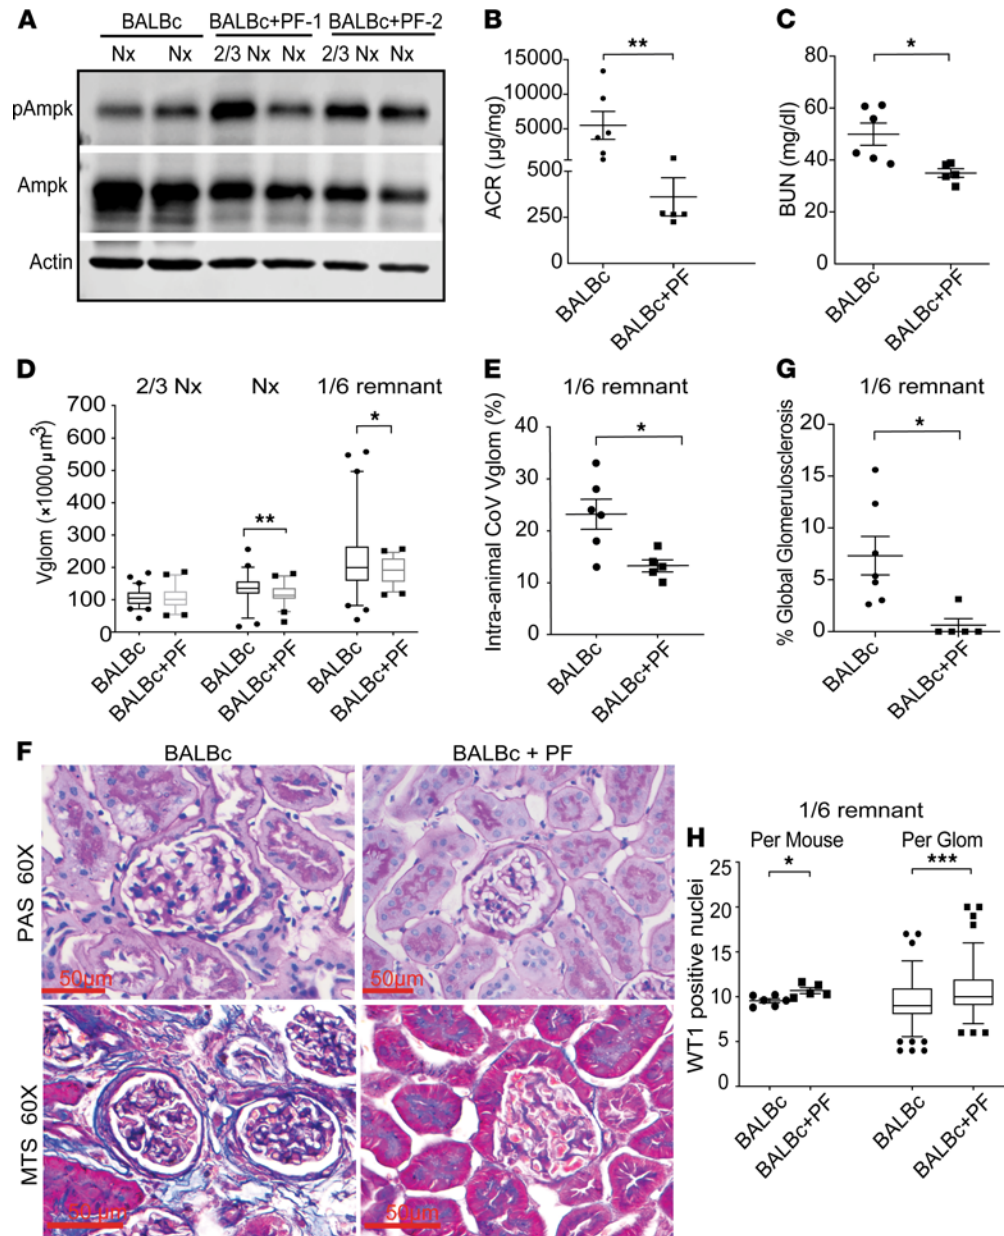 A
BALBc BALBc+PF-1 BALBc+PF-2
Nx Nx 2/3 Nx Nx 2/3 Nx Nx
pAmpk
Ampk
Actin
B
**
15000
10000
5000
500
250
0
ACR (µg/mg)
BALBc
BALBc+PF
C
*
80
60
40
20
0
BUN (mg/dl)
BALBc
BALBc+PF
D
2/3 Nx Nx 1/6 remnant
*
**
700
600
500
400
300
200
100
0
Vglom (×1000 µm³)
BALBc
BALBc+PF
BALBc
BALBc+PF
BALBc
BALBc+PF
E
1/6 remnant
*
40
30
20
10
0
Intra-animal CoV Vglom (%)
BALBc
BALBc+PF
G
1/6 remnant
*
20
15
10
5
0
% Global Glomerulosclerosis
BALBc
BALBc+PF
F
BALBc BALBc + PF
PAS 60X
50µm
50µm
MTS 60X
50 µm
50µm
H
1/6 remnant
Per Mouse Per Glom
* ***
25
20
15
10
5
0
WT1 positive nuclei
BALBc
BALBc+PF
BALBc
BALBc+PF